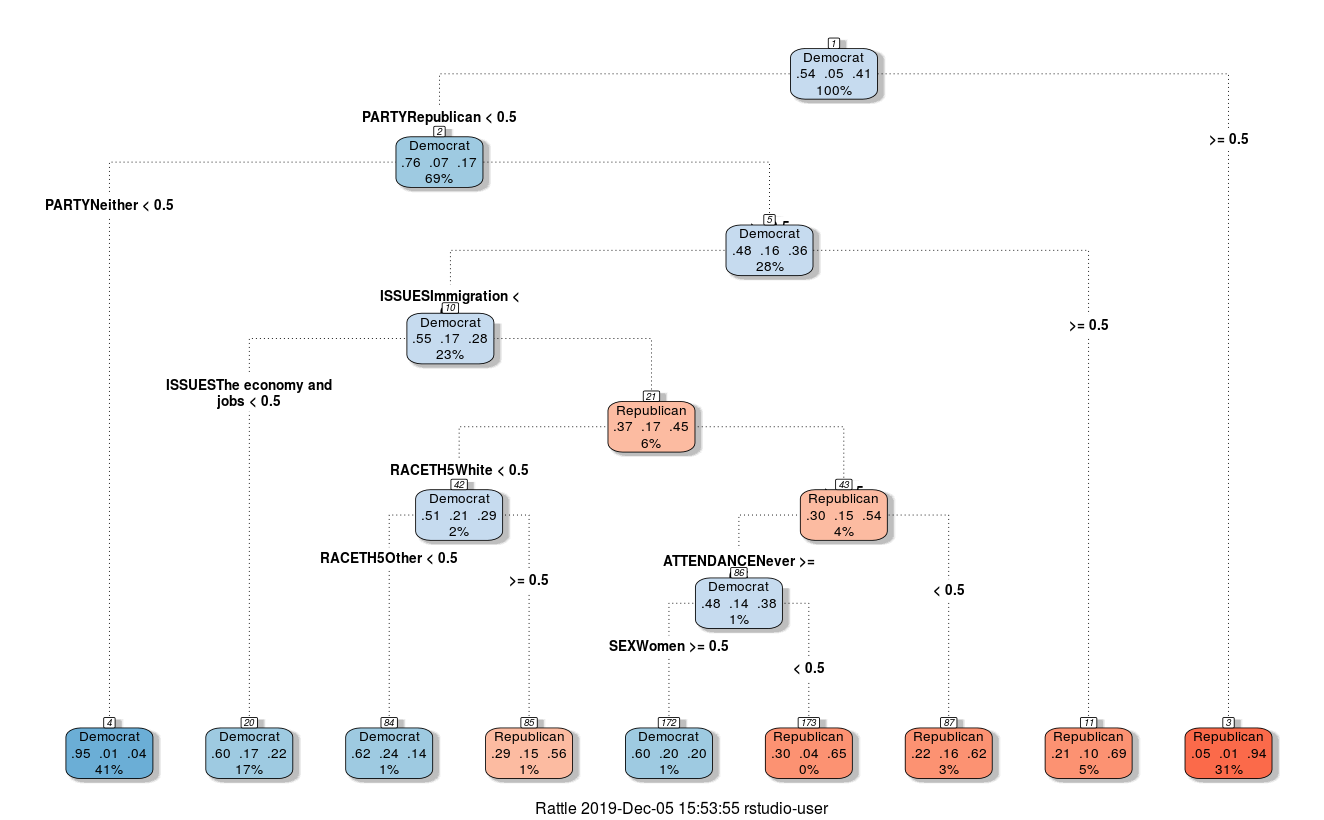 1
Democrat
.54 .05 .41
100%
PARTYRepublican < 0.5
>= 0.5
2
Democrat
.76 .07 .17
69%
PARTYNeither < 0.5
5
Democrat
.48 .16 .36
28%
ISSUESImmigration <
>= 0.5
10
Democrat
.55 .17 .28
23%
ISSUESThe economy and
jobs < 0.5
21
Republican
.37 .17 .45
6%
RACETH5White < 0.5
42
Democrat
.51 .21 .29
2%
43
Republican
.30 .15 .54
4%
RACETH5Other < 0.5
>= 0.5
ATTENDANCENever >=
< 0.5
86
Democrat
.48 .14 .38
1%
SEXWomen >= 0.5
< 0.5
4
Democrat
.95 .01 .04
41%
20
Democrat
.60 .17 .22
17%
84
Democrat
.62 .24 .14
1%
85
Republican
.29 .15 .56
1%
172
Democrat
.60 .20 .20
1%
173
Republican
.30 .04 .65
0%
87
Republican
.22 .16 .62
3%
11
Republican
.21 .10 .69
5%
3
Republican
.05 .01 .94
31%
Rattle 2019-Dec-05 15:53:55 rstudio-user